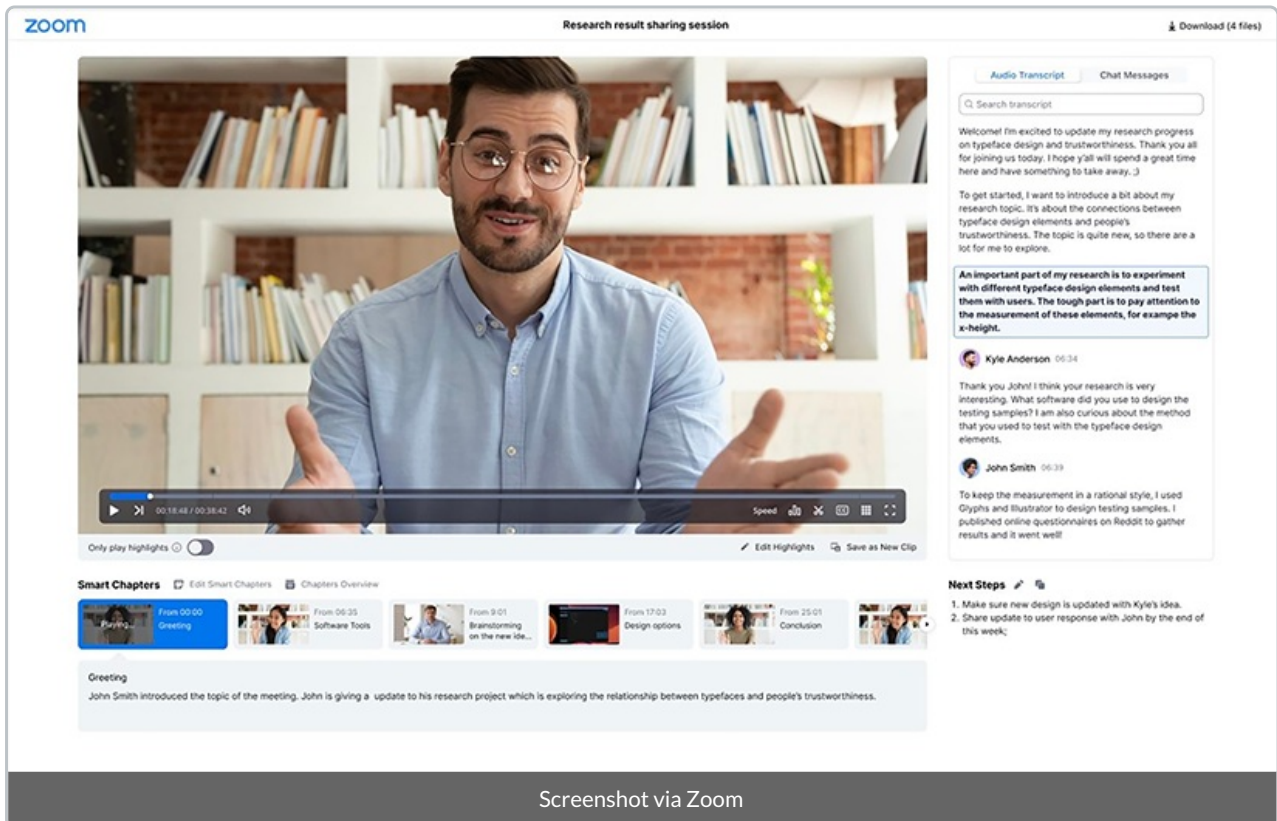 zoom
Research result sharing session
Download (4 files)
00:18:48 / 00:38:42
Speed
CC
Only play highlights
Edit Highlights
Save as New Clip
Audio Transcript
Chat Messages
Search transcript
Welcome! I'm excited to update my research progress
on typeface design and trustworthiness. Thank you all
for joining us today. I hope y'all will spend a great time
here and have something to take away. ;)
To get started, I want to introduce a bit about my
research topic. It's about the connections between
typeface design elements and people's
trustworthiness. The topic is quite new, so there are a
lot for me to explore.
An important part of my research is to experiment
with different typeface design elements and test
them with users. The tough part is to pay attention to
the measurement of these elements, for exampe the
x-height.
Kyle Anderson 06:34
Thank you John! I think your research is very
interesting. What software did you use to design the
testing samples? I am also curious about the method
that you used to test with the typeface design
elements.
John Smith 06:39
To keep the measurement in a rational style, I used
Glyphs and Illustrator to design testing samples. I
published online questionnaires on Reddit to gather
results and it went well!
Smart Chapters
Edit Smart Chapters
Chapters Overview
Playing...
From 00:00
Greeting
From 06:35
Software Tools
From 9:01
Brainstorming
on the new ide...
From 17:03
Design options
From 25:01
Conclusion
Greeting
John Smith introduced the topic of the meeting. John is giving a update to his research project which is exploring the relationship between typefaces and people's trustworthiness.
Next Steps
1. Make sure new design is updated with Kyle's idea.
2. Share update to user response with John by the end of
this week;
Screenshot via Zoom